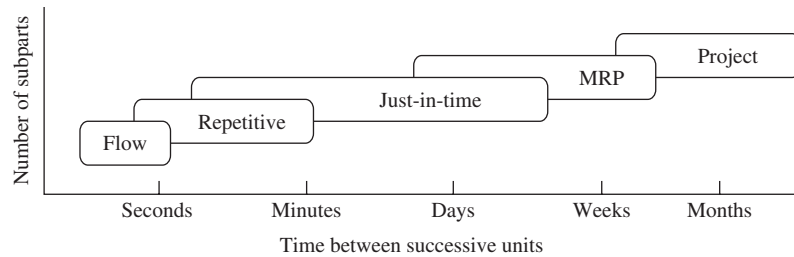 Number of subparts
Project
MRP
Just-in-time
Repetitive
Flow
Seconds Minutes Days Weeks Months
Time between successive units